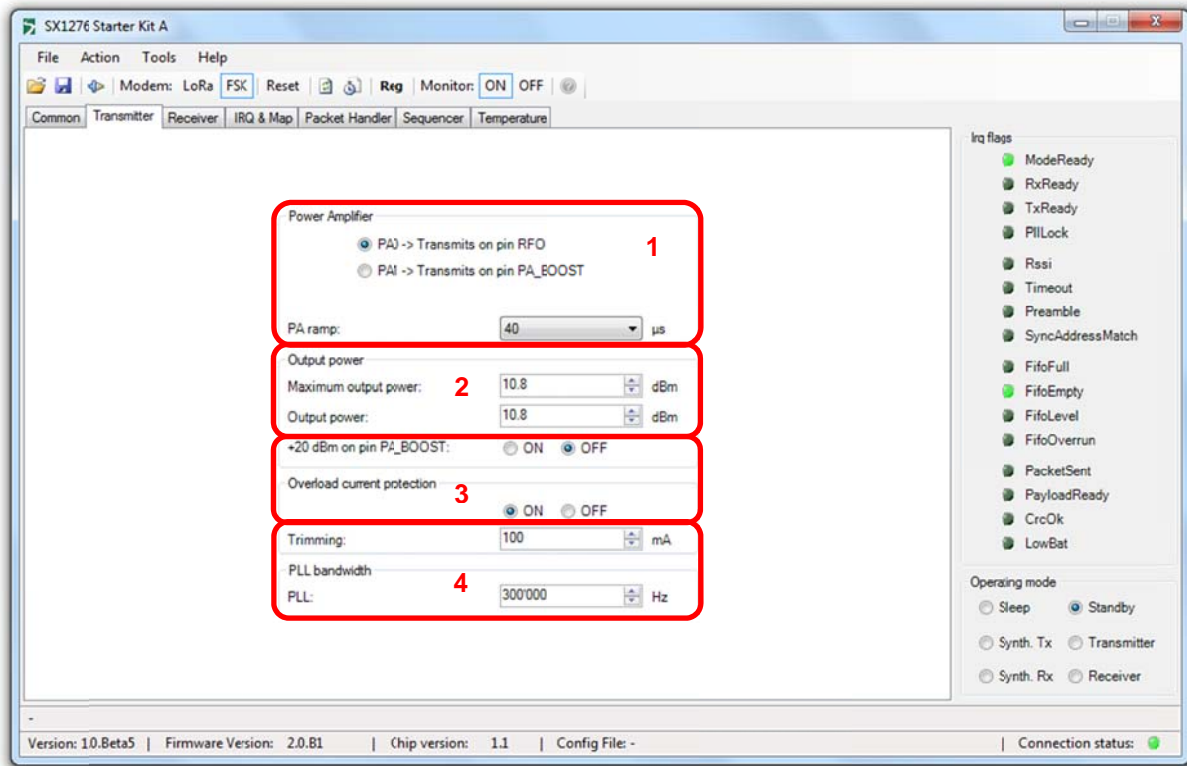 SX1276 Starter Kit A
File Action Tools Help
Modem: LoRa FSK Reset Reg Monitor: ON OFF
Common Transmitter Receiver IRQ & Map Packet Handler Sequencer Temperature
Power Amplifier
PA0 -> Transmits on pin RFO
1
PA1 -> Transmits on pin PA_BOOST
PA ramp: 40 µs
Output power
Maximum output power: 2 10.8 dBm
Output power: 10.8 dBm
+20 dBm on pin PA_BOOST: ON OFF
Overload current protection
3
ON OFF
Trimming: 100 mA
PLL bandwidth
4
PLL: 300'000 Hz
Irq flags
ModeReady
RxReady
TxReady
PllLock
Rssi
Timeout
Preamble
SyncAddressMatch
FifoFull
FifoEmpty
FifoLevel
FifoOverrun
PacketSent
PayloadReady
CrcOk
LowBat
Operating mode
Sleep Standby
Synth. Tx Transmitter
Synth. Rx Receiver
-
Version: 1.0.Beta5 | Firmware Version: 2.0.B1 | Chip version: 1.1 | Config File: - | Connection status: